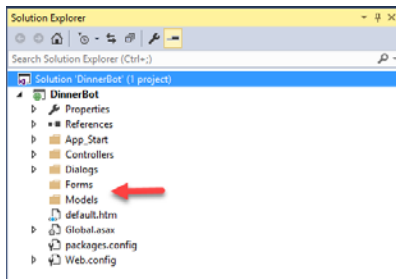 Solution Explorer
Search Solution Explorer (Ctrl+;)
Solution 'DinnerBot' (1 project)
DinnerBot
Properties
References
App_Start
Controllers
Dialogs
Forms
Models
default.htm
Global.asax
packages.config
Web.config